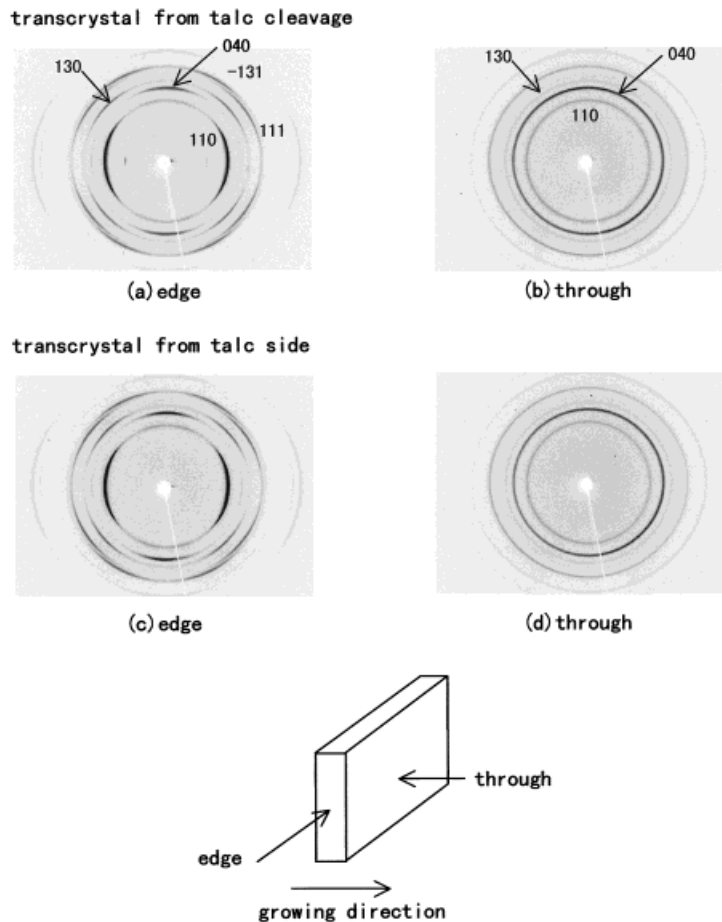 transcrystal from talc cleavage
040
130
-131
110
111
130
040
110
(a)edge
(b)through
transcrystal from talc side
(c)edge
(d)through
through
edge
growing direction